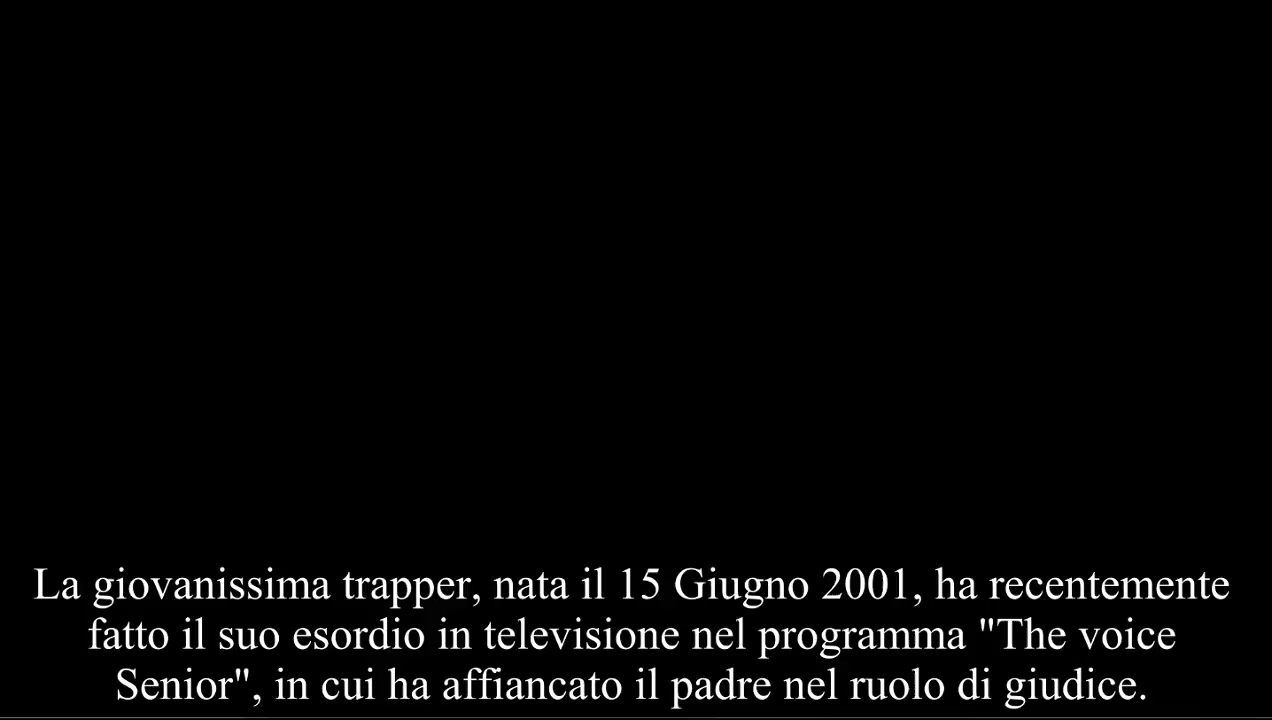 La giovanissima trapper, nata il 15 Giugno 2001, ha recentemente
fatto il suo esordio in televisione nel programma "The voice
Senior", in cui ha affiancato il padre nel ruolo di giudice.